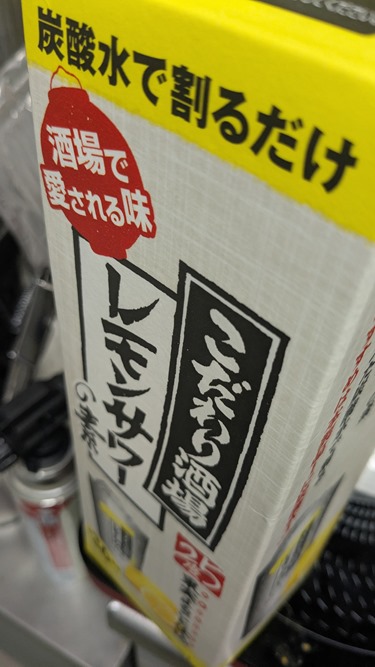 炭酸水で割るだけ
酒場で
愛される味
こだわり酒場
レモンサワー
の素
25